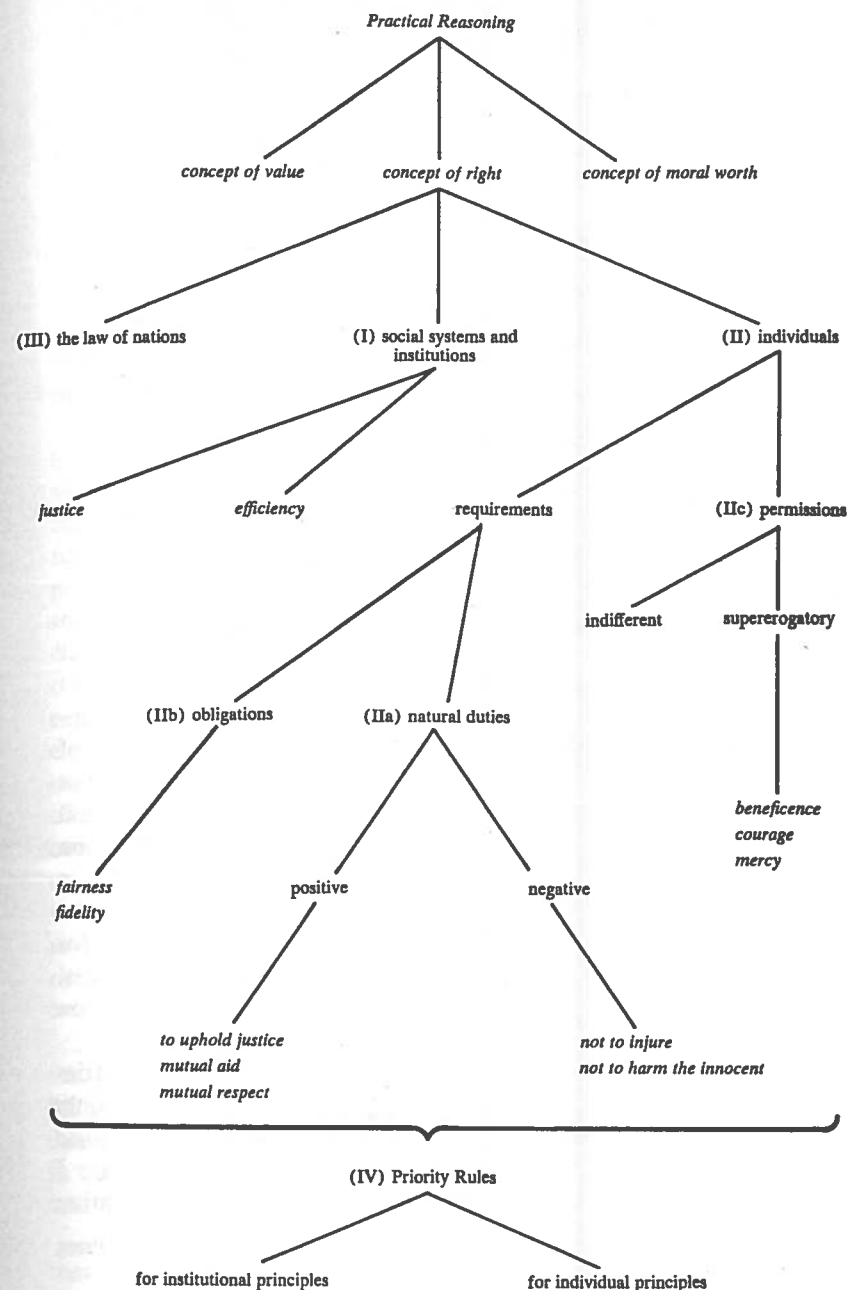 Practical Reasoning
concept of value
concept of right
concept of moral worth
(III) the law of nations
(I) social systems and
institutions
(II) individuals
justice
efficiency
requirements
(IIc) permissions
indifferent
supererogatory
(IIb) obligations
(IIa) natural duties
beneficence
courage
mercy
fairness
fidelity
positive
negative
to uphold justice
mutual aid
mutual respect
not to injure
not to harm the innocent
(IV) Priority Rules
for institutional principles
for individual principles